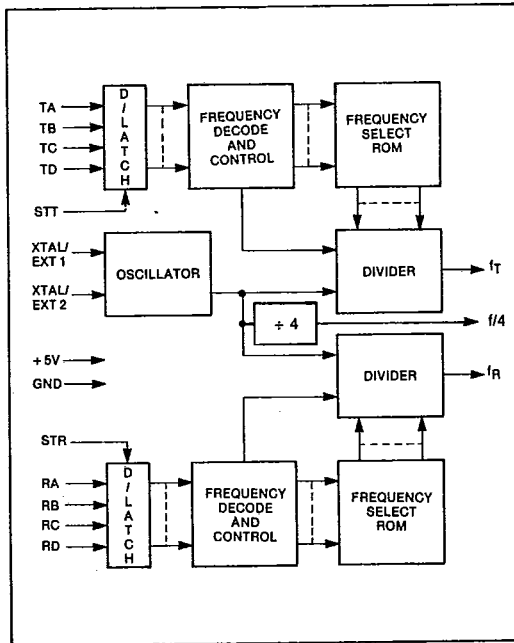 TA
TB
TC
TD
STT
D/LATCH
FREQUENCY
DECODE
AND
CONTROL
FREQUENCY
SELECT
ROM
XTAL/
EXT 1
XTAL/
EXT 2
OSCILLATOR
DIVIDER
fT
÷ 4
f/4
+5V
GND
DIVIDER
fR
STR
RA
RB
RC
RD
D/LATCH
FREQUENCY
DECODE
AND
CONTROL
FREQUENCY
SELECT
ROM